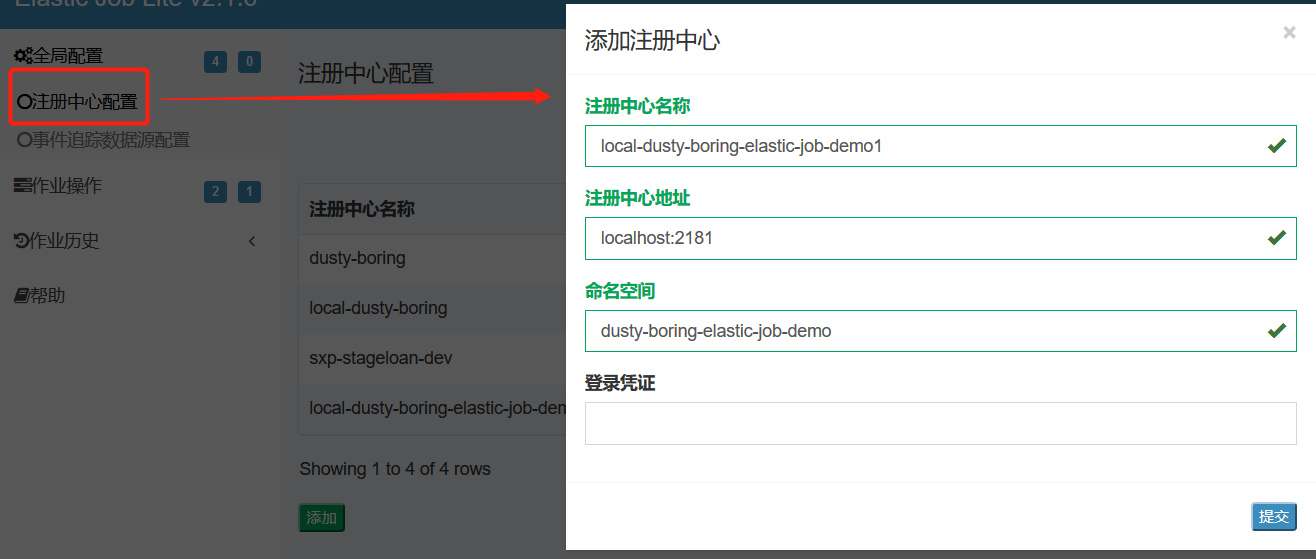 Elastic Job Lite v2.1.0
全局配置 4 0
注册中心配置
事件追踪数据源配置
作业操作 2 1
作业历史
帮助
注册中心配置
注册中心名称
dusty-boring
local-dusty-boring
sxp-stageloan-dev
local-dusty-boring-elastic-job-dem
Showing 1 to 4 of 4 rows
添加
添加注册中心
×
注册中心名称
local-dusty-boring-elastic-job-demo1
注册中心地址
localhost:2181
命名空间
dusty-boring-elastic-job-demo
登录凭证
提交